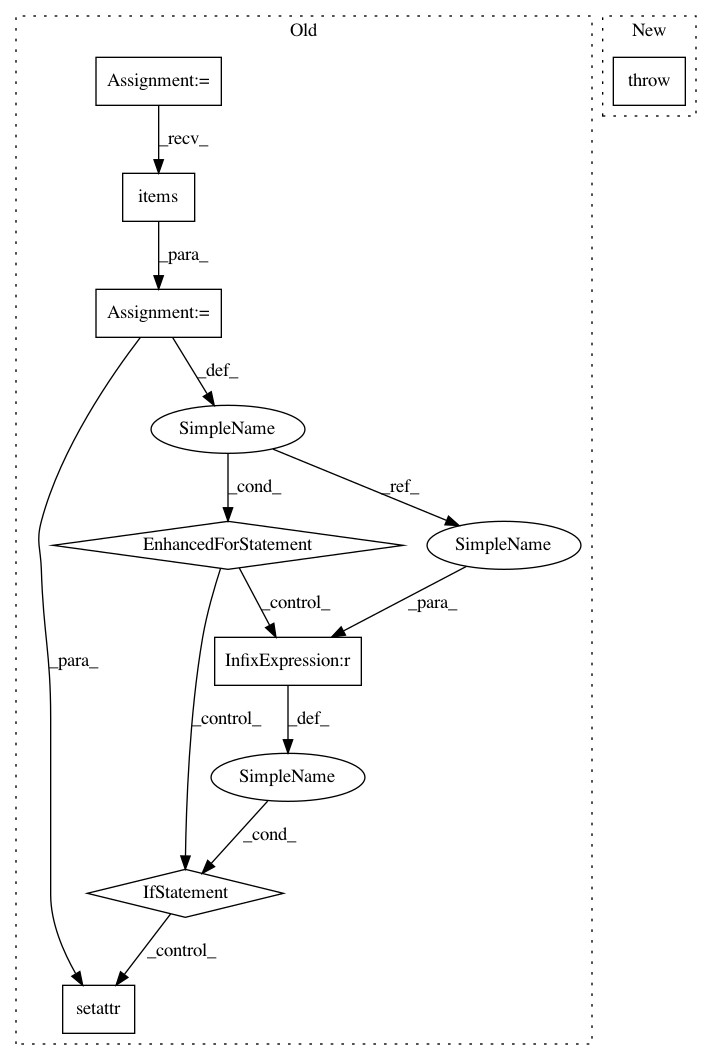 Old
New
Assignment:=
throw
_recv_
items
_para_
Assignment:=
_def_
SimpleName
_cond_
_ref_
EnhancedForStatement
SimpleName
_control_
_para_
_para_
InfixExpression:r
_control_
_def_
SimpleName
_cond_
IfStatement
_control_
setattr